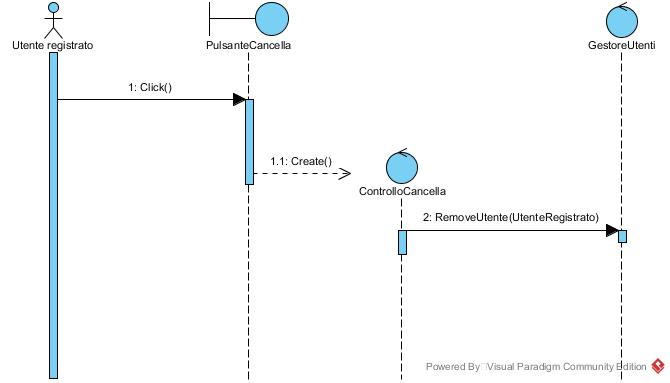 Utente registrato
PulsanteCancella
GestoreUtenti
1: Click()
1.1: Create()
ControlloCancella
2: RemoveUtente(UtenteRegistrato)
Powered By Visual Paradigm Community Edition